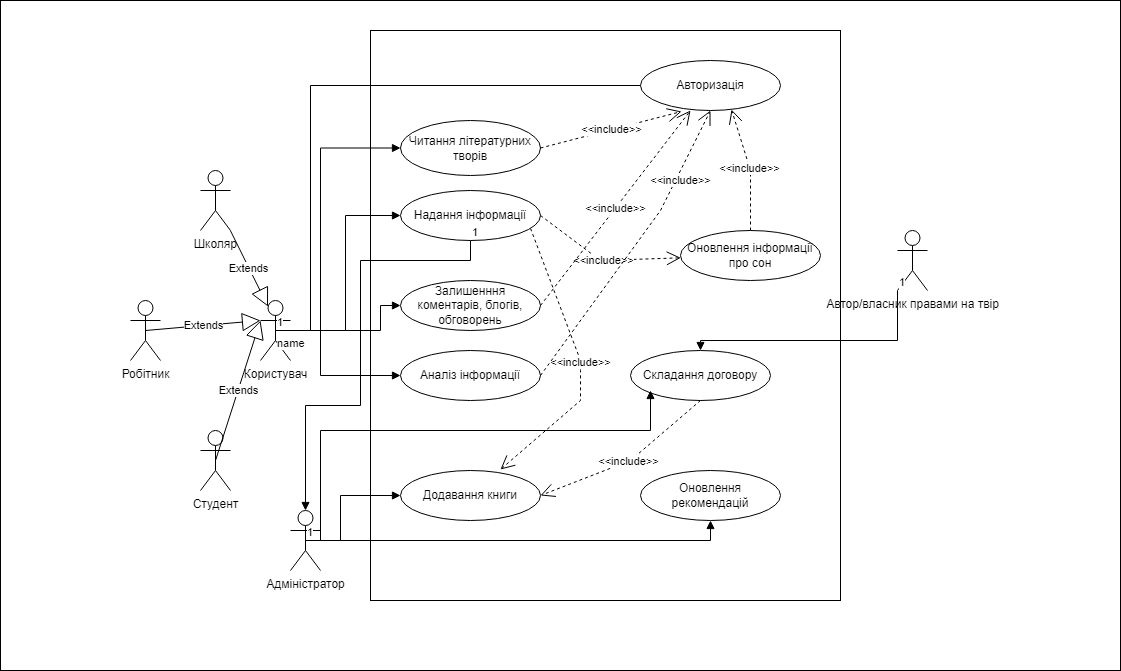 Авторизація
<<include>>
Читання літературних
творів
<<include>>
<<include>>
Школяр
<<include>>
Надання інформації
1
Extends
<<include>>
Оновлення інформації
про сон
Залишенння
коментарів, блогів,
обговорень
1
Автор/власник правами на твір
Extends
1
name
Робітник
Користувач
Extends
<<include>>
Аналіз інформації
Складання договору
<<include>>
Додавання книги
Оновлення
рекомендацій
Студент
1
Адміністратор